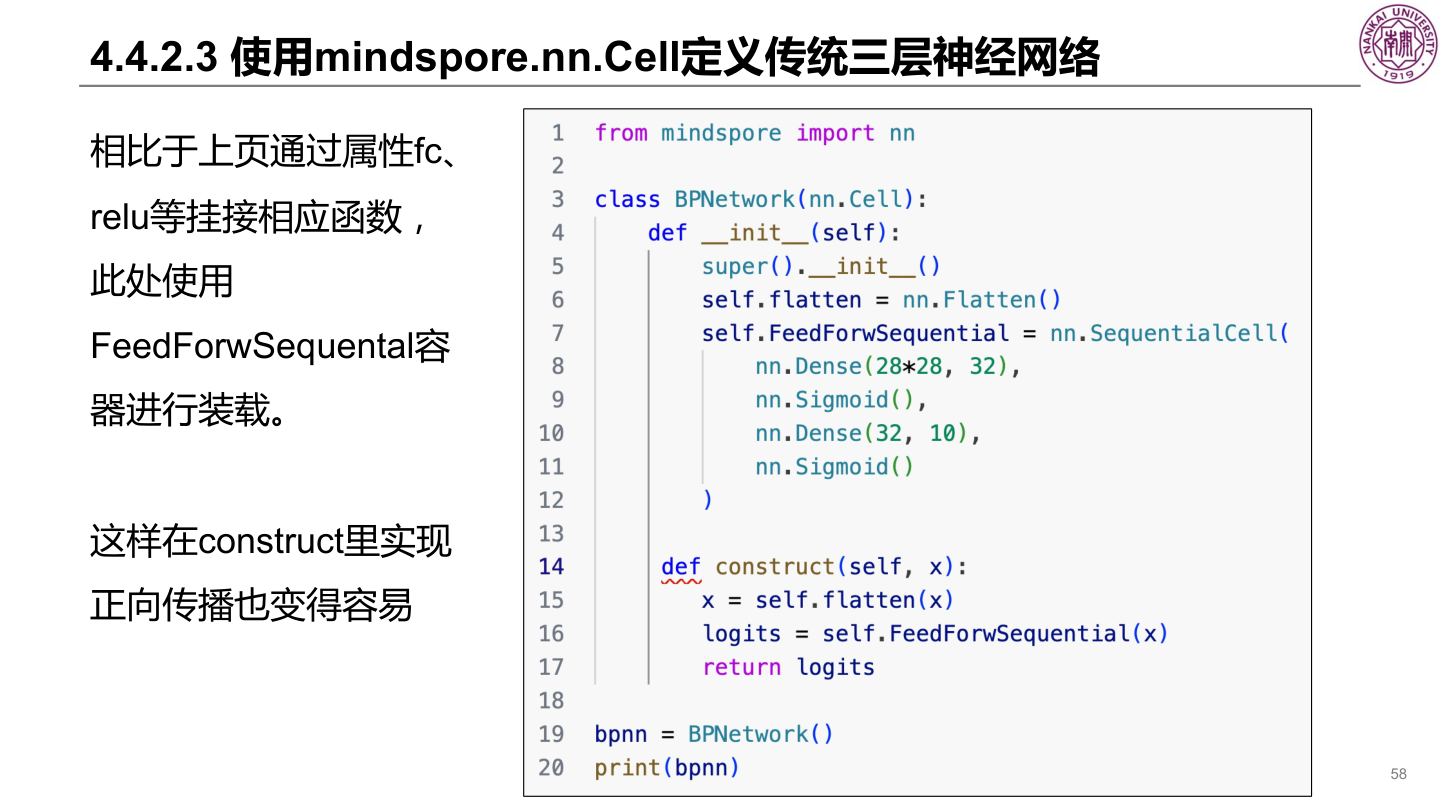 4.4.2.3 使用mindspore.nn.Cell定义传统三层神经网络
NANKAI UNIVERSITY
南開
1919
相比于上页通过属性fc、
relu等挂接相应函数，
此处使用
FeedForwSequental容
器进行装载。
这样在construct里实现
正向传播也变得容易
1 from mindspore import nn
2
3 class BPNetwork(nn.Cell):
4     def __init__(self):
5         super().__init__()
6         self.flatten = nn.Flatten()
7         self.FeedForwSequential = nn.SequentialCell(
8             nn.Dense(28*28, 32),
9             nn.Sigmoid(),
10             nn.Dense(32, 10),
11             nn.Sigmoid()
12         )
13
14      def construct(self, x):
15         x = self.flatten(x)
16         logits = self.FeedForwSequential(x)
17         return logits
18
19 bpnn = BPNetwork()
20 print(bpnn)
58